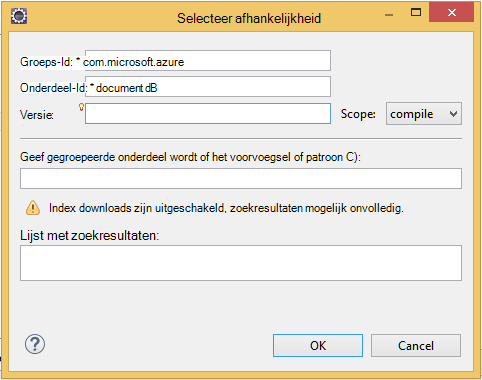 Selecteer afhankelijkheid
Groeps-Id: * com.microsoft.azure
Onderdeel-Id: * document dB
Versie: Scope: compile
Geef gegroepeerde onderdeel wordt of het voorvoegsel of patroon C):
Index downloads zijn uitgeschakeld, zoekresultaten mogelijk onvolledig.
Lijst met zoekresultaten:
? OK Cancel